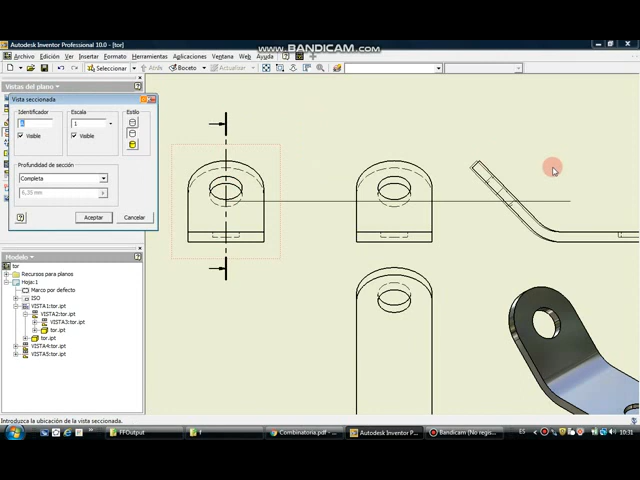 Autodesk Inventor Professional 10.0 - [tor]
WWW.BANDICAM.COM
Archivo Edición Ver Insertar Formato Herramientas Aplicaciones Ventana Web Ayuda
Seleccionar Atrás Boceto Actualizar
Vistas del plano
Vista seccionada
Identificador Escala Estilo
A 1
Visible Visible
Profundidad de sección
Completa
6,35 mm
Aceptar Cancelar
Modelo
tor
Recursos para planos
Hoja:1
Marco por defecto
ISO
VISTA1:tor.ipt
VISTA2:tor.ipt
VISTA3:tor.ipt
tor.ipt
tor.ipt
VISTA4:tor.ipt
VISTA5:tor.ipt
Introduzca la ubicación de la vista seccionada.
FFOutput
f
Combinatoria.pdf - ...
Autodesk Inventor P...
Bandicam (No regis...
ES
10:31